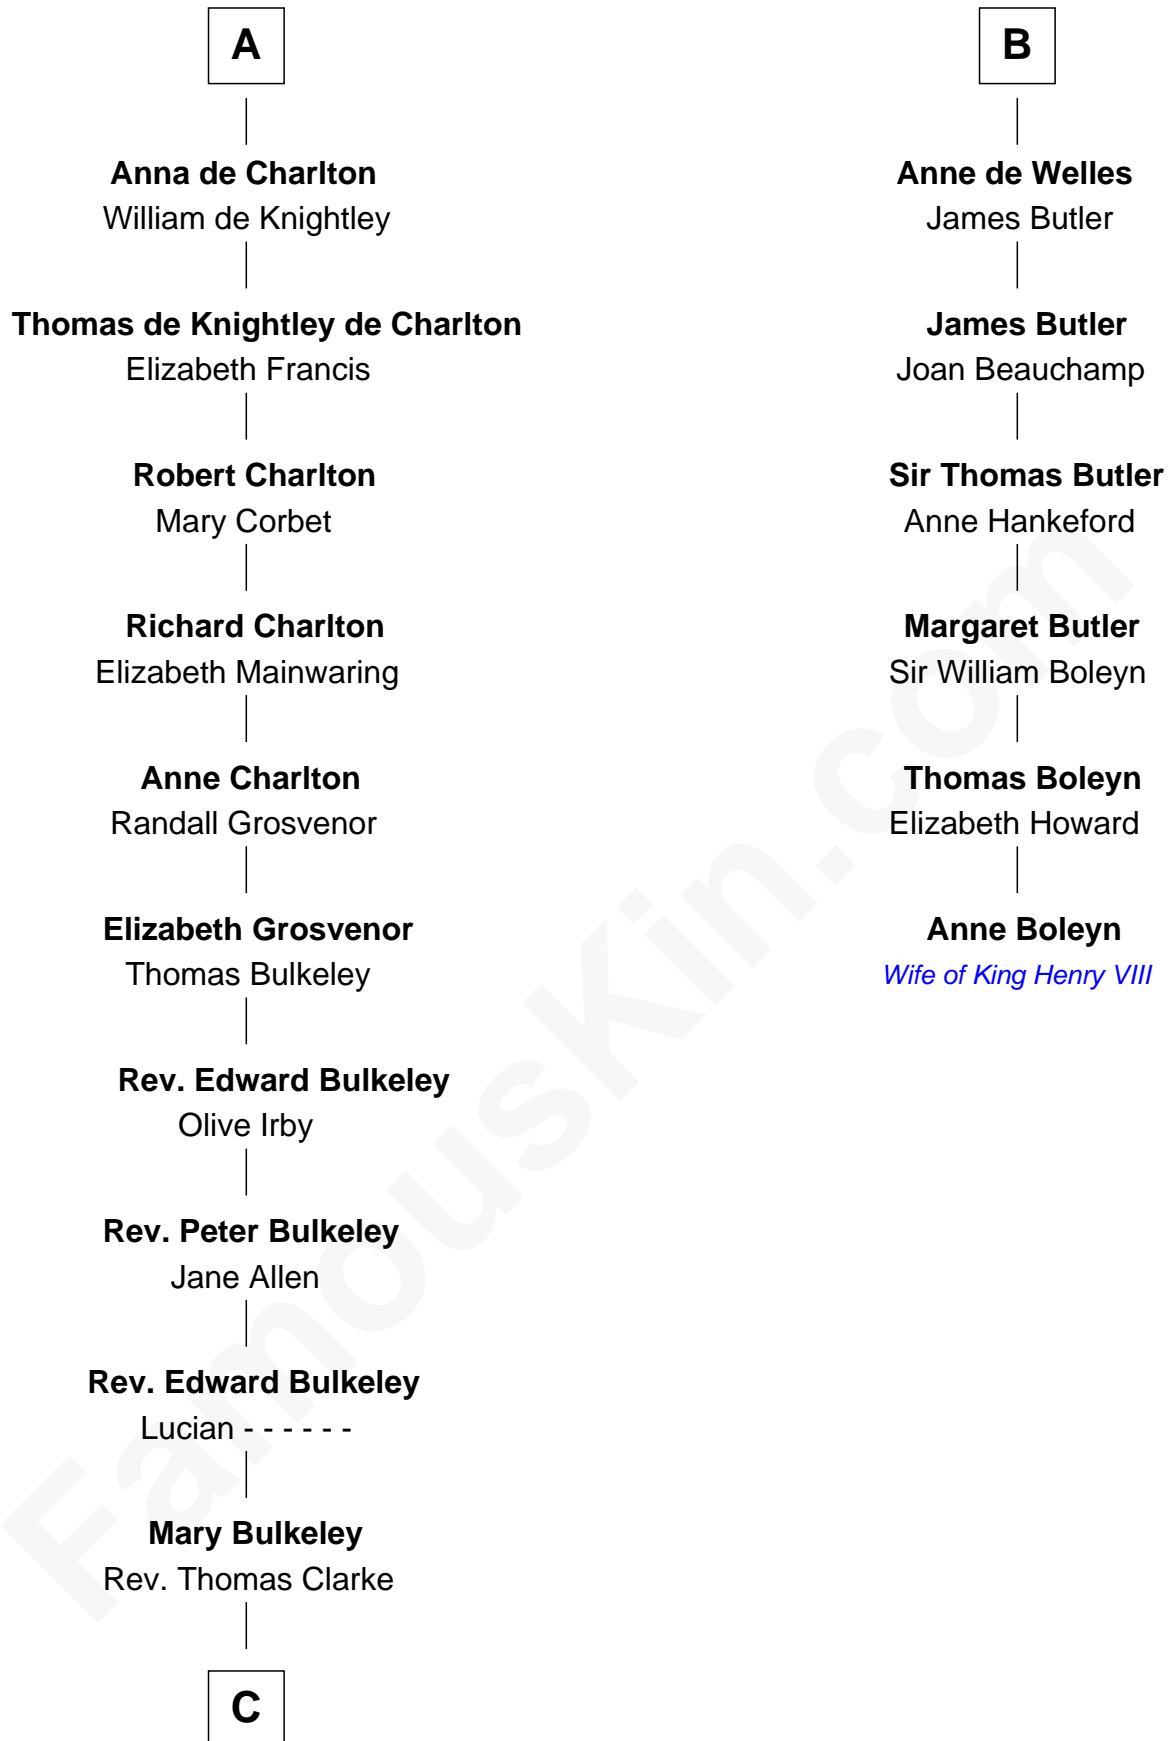 A
Anna de Charlton
William de Knightley
Thomas de Knightley de Charlton
Elizabeth Francis
Robert Charlton
Mary Corbet
Richard Charlton
Elizabeth Mainwaring
Anne Charlton
Randall Grosvenor
Elizabeth Grosvenor
Thomas Bulkeley
Rev. Edward Bulkeley
Olive Irby
Rev. Peter Bulkeley
Jane Allen
Rev. Edward Bulkeley
Lucian - - - - - -
Mary Bulkeley
Rev. Thomas Clarke
C
B
Anne de Welles
James Butler
James Butler
Joan Beauchamp
Sir Thomas Butler
Anne Hankeford
Margaret Butler
Sir William Boleyn
Thomas Boleyn
Elizabeth Howard
Anne Boleyn
Wife of King Henry VIII
FamousKin.com